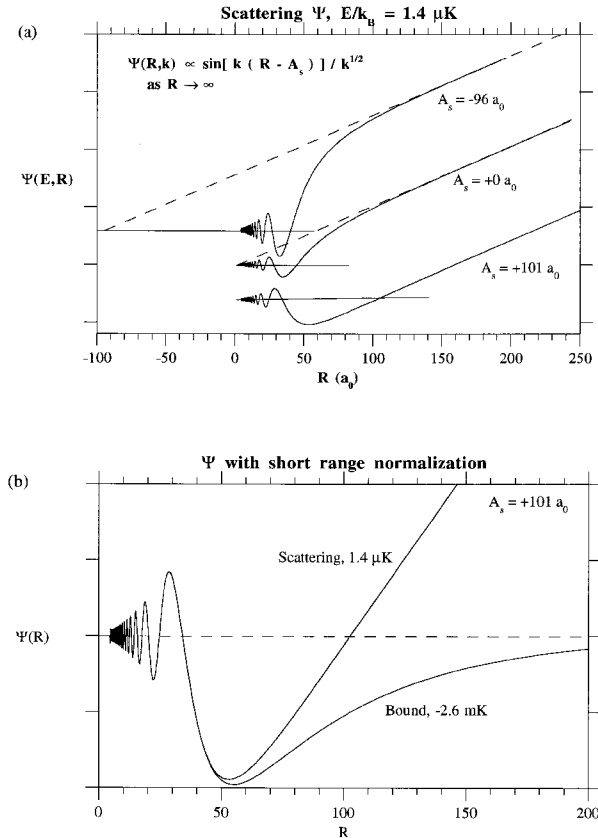 Scattering Ψ, E/k_B = 1.4 μK
(a)
Ψ(R,k) ∝ sin[ k ( R - A_s ) ] / k^1/2
as R → ∞
A_s = -96 a_0
Ψ(E,R)
A_s = +0 a_0
A_s = +101 a_0
-100 -50 0 50 100 150 200 250
R (a_0)
Ψ with short range normalization
(b)
A_s = +101 a_0
Scattering, 1.4 μK
Ψ(R)
Bound, -2.6 mK
0 50 100 150 200
R